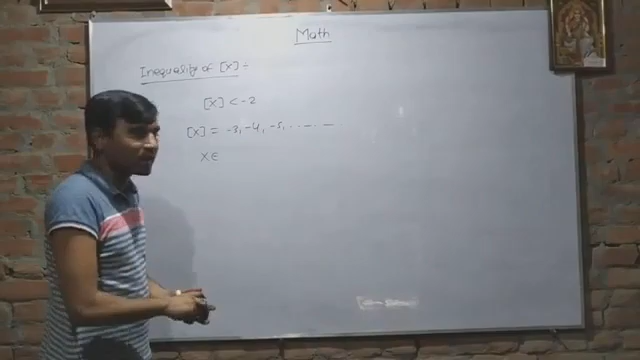 Math
Inequality of [x] ÷
[x] < -2
[x] = -3, -4, -5, ... — . —
x ∈